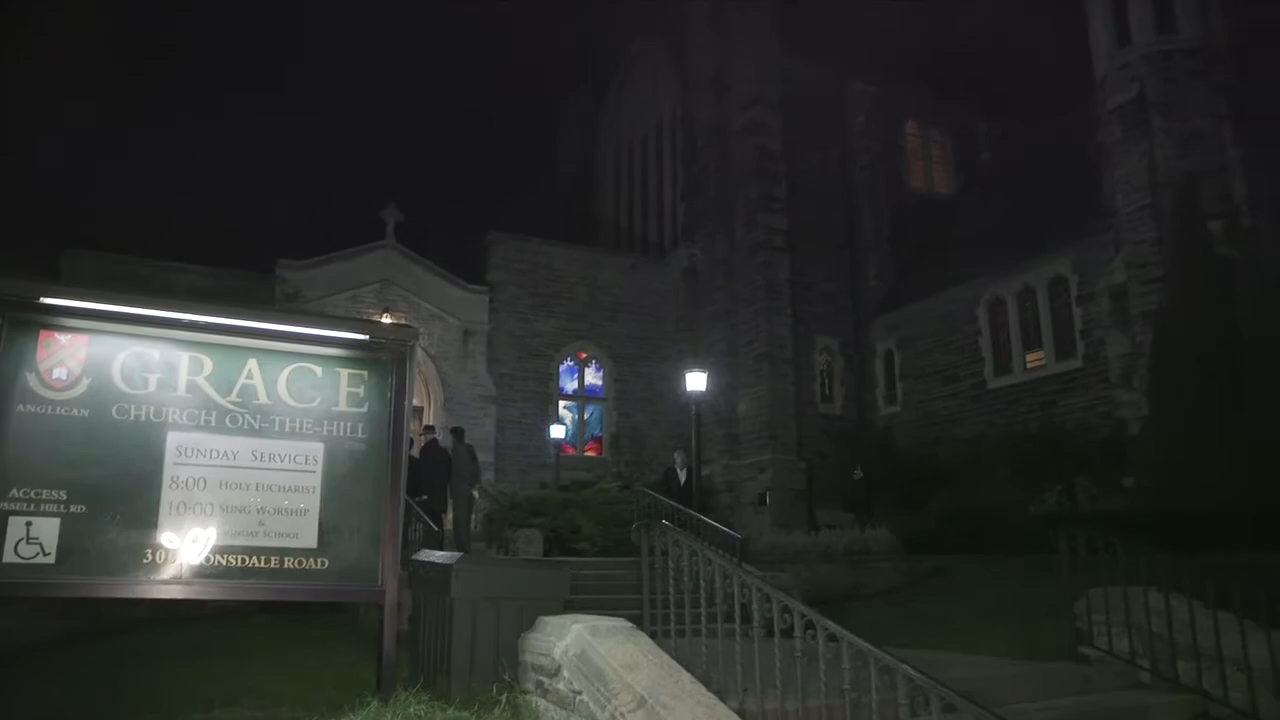 GRACE
CHURCH ON-THE-HILL
ANGLICAN
SUNDAY SERVICES
8:00 HOLY EUCHARIST
10:00 SUNG WORSHIP
&
SUNDAY SCHOOL
ACCESS
SSELL HILL RD.
ONSDALE ROAD